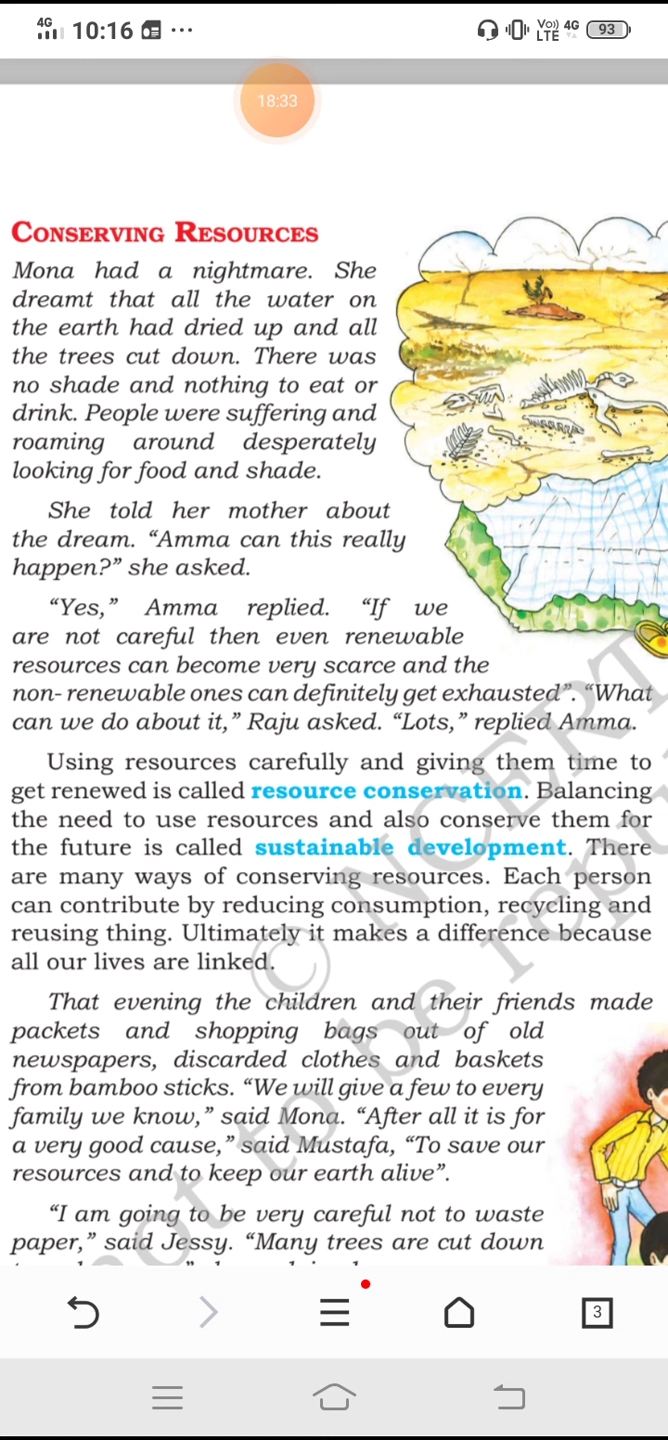 4G 10:16 ... Vo)) LTE 4G 93
18:33
CONSERVING RESOURCES
Mona had a nightmare. She
dreamt that all the water on
the earth had dried up and all
the trees cut down. There was
no shade and nothing to eat or
drink. People were suffering and
roaming around desperately
looking for food and shade.
She told her mother about
the dream. “Amma can this really
happen?” she asked.
“Yes,” Amma replied. “If we
are not careful then even renewable
resources can become very scarce and the
non- renewable ones can definitely get exhausted”. “What
can we do about it,” Raju asked. “Lots,” replied Amma.
Using resources carefully and giving them time to
get renewed is called resource conservation. Balancing
the need to use resources and also conserve them for
the future is called sustainable development. There
are many ways of conserving resources. Each person
can contribute by reducing consumption, recycling and
reusing thing. Ultimately it makes a difference because
all our lives are linked.
That evening the children and their friends made
packets and shopping bags out of old
newspapers, discarded clothes and baskets
from bamboo sticks. “We will give a few to every
family we know,” said Mona. “After all it is for
a very good cause,” said Mustafa, “To save our
resources and to keep our earth alive”.
“I am going to be very careful not to waste
paper,” said Jessy. “Many trees are cut down
© NCERT
not to be repu
3